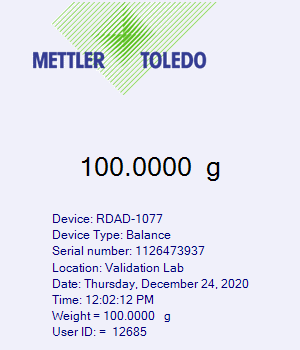 METTLER TOLEDO
100.0000 g
Device: RDAD-1077
Device Type: Balance
Serial number: 1126473937
Location: Validation Lab
Date: Thursday, December 24, 2020
Time: 12:02:12 PM
Weight = 100.0000 g
User ID: = 12685